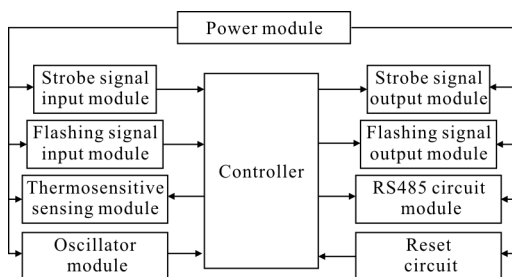 Power module
Strobe signal
input module
Flashing signal
input module
Thermosensitive
sensing module
Oscillator
module
Controller
Strobe signal
output module
Flashing signal
output module
RS485 circuit
module
Reset
circuit